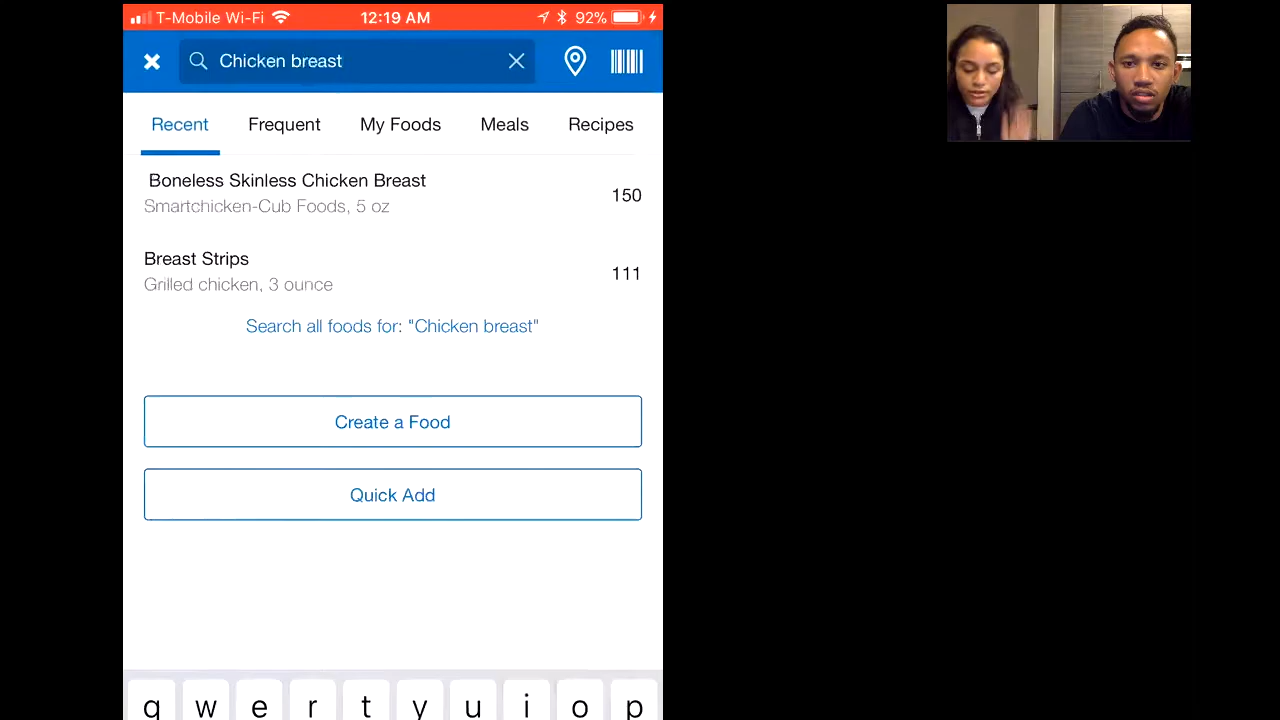 T-Mobile Wi-Fi 12:19 AM 92%
Chicken breast
Recent Frequent My Foods Meals Recipes
Boneless Skinless Chicken Breast
150
Smartchicken-Cub Foods, 5 oz
Breast Strips
111
Grilled chicken, 3 ounce
Search all foods for: "Chicken breast"
Create a Food
Quick Add
q w e r t y u i o p